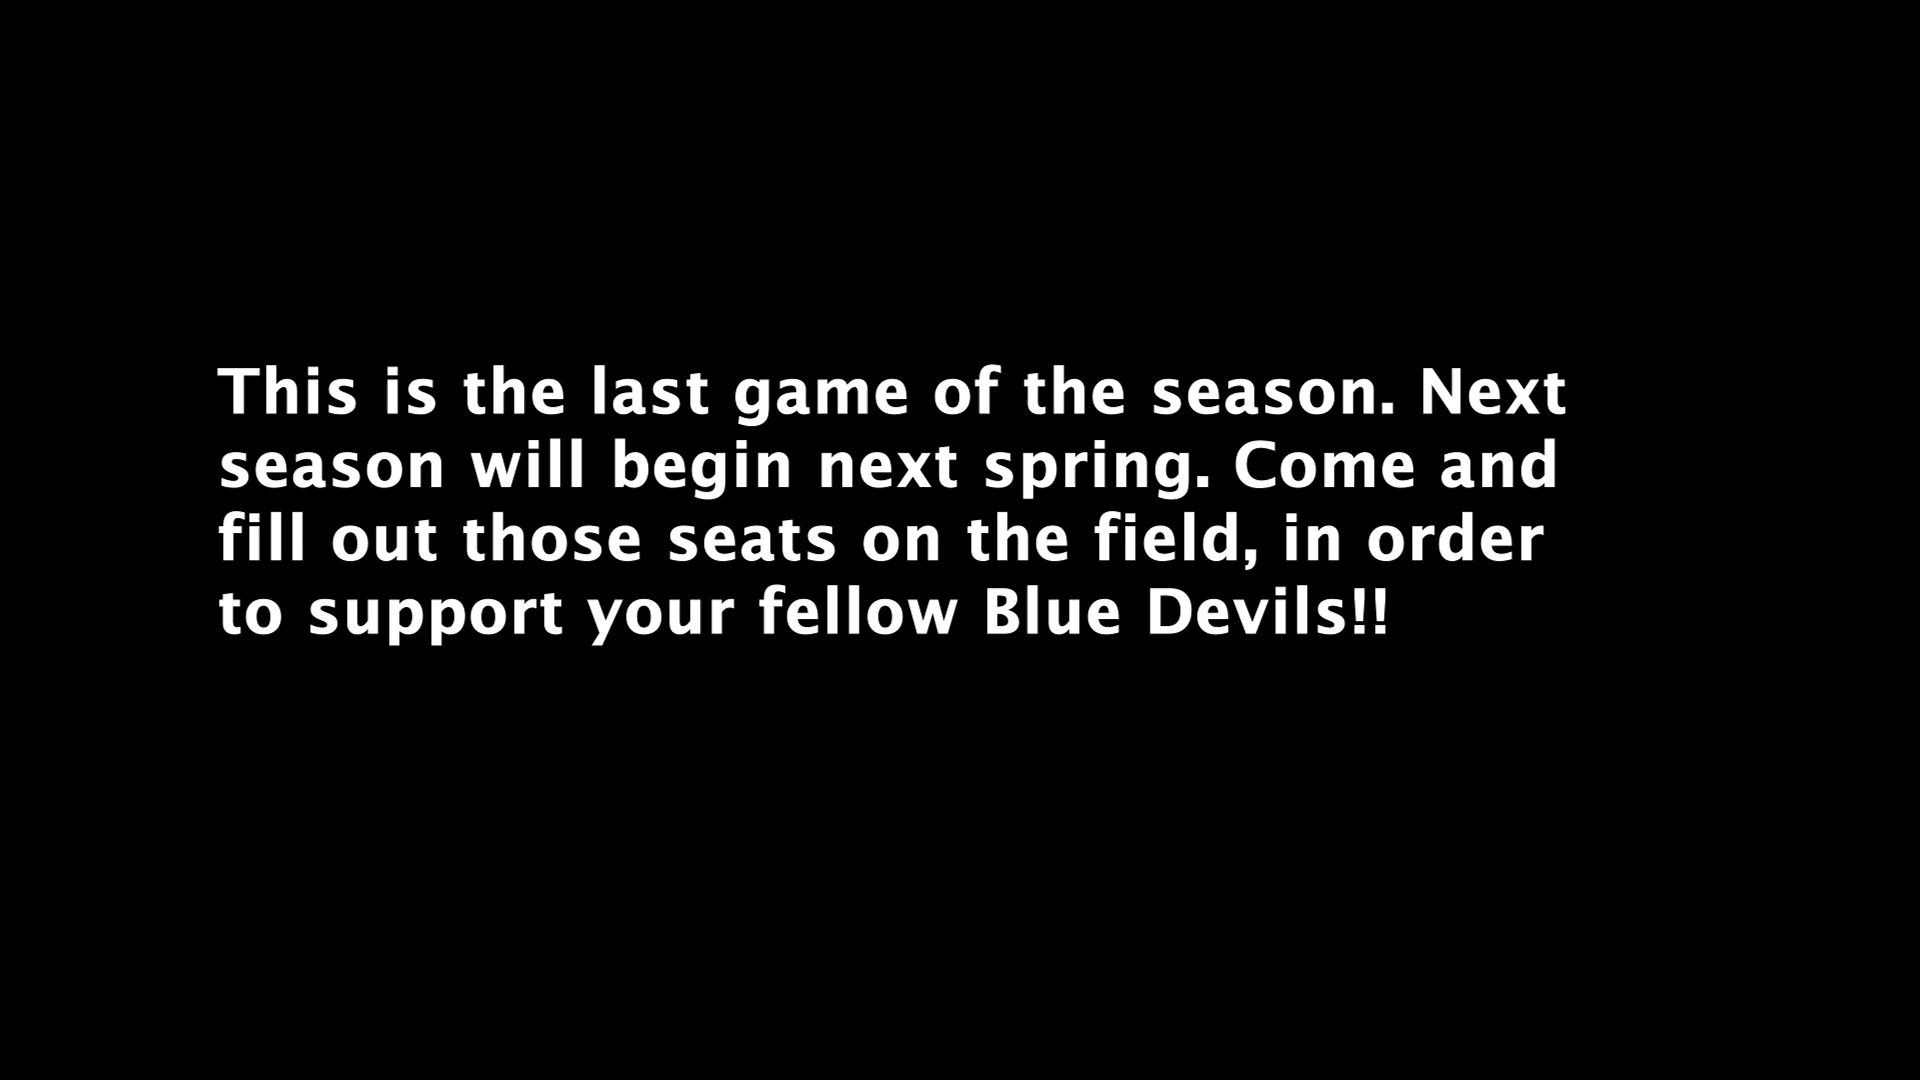 This is the last game of the season. Next
season will begin next spring. Come and
fill out those seats on the field, in order
to support your fellow Blue Devils!!